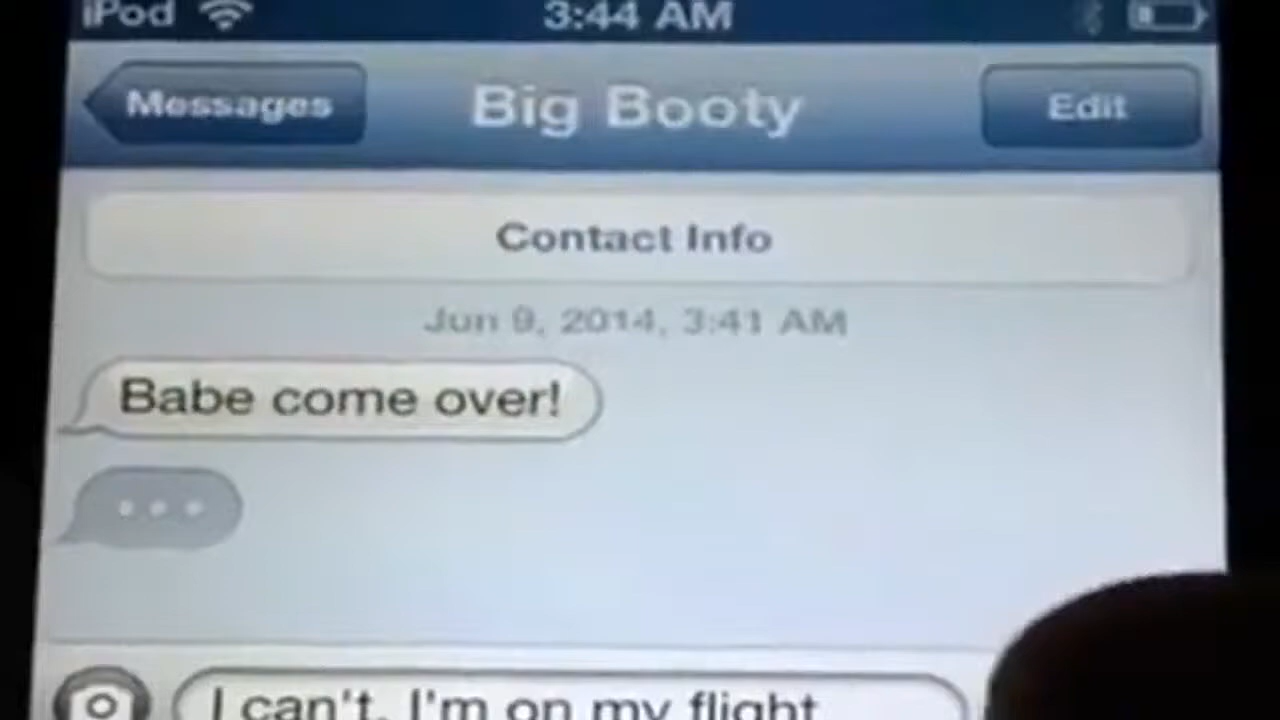 iPod 3:44 AM
Messages Big Booty Edit
Contact Info
Jun 9, 2014, 3:41 AM
Babe come over!
I can't, I'm on my flight